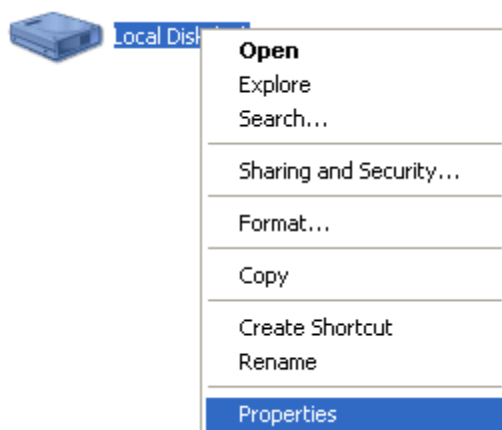 Local Disk
Open
Explore
Search...
Sharing and Security...
Format...
Copy
Create Shortcut
Rename
Properties